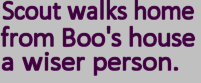 Scout walks home
from Boo's house
a wiser person.